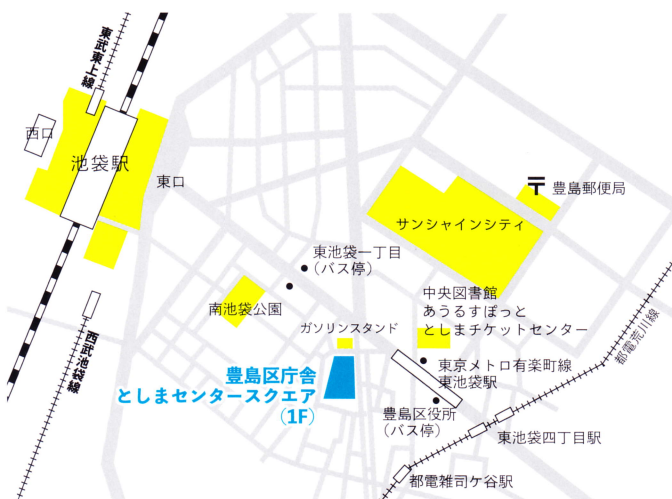 東武東上線
西口
池袋駅
東口
〒 豊島郵便局
サンシャインシティ
東池袋一丁目
（バス停）
南池袋公園
中央図書館
あうるすぽっと
としまチケットセンター
ガソリンスタンド
都電荒川線
西武池袋線
豊島区庁舎
としまセンタースクエア
（1F）
東京メトロ有楽町線
東池袋駅
豊島区役所
（バス停）
東池袋四丁目駅
都電雑司ケ谷駅